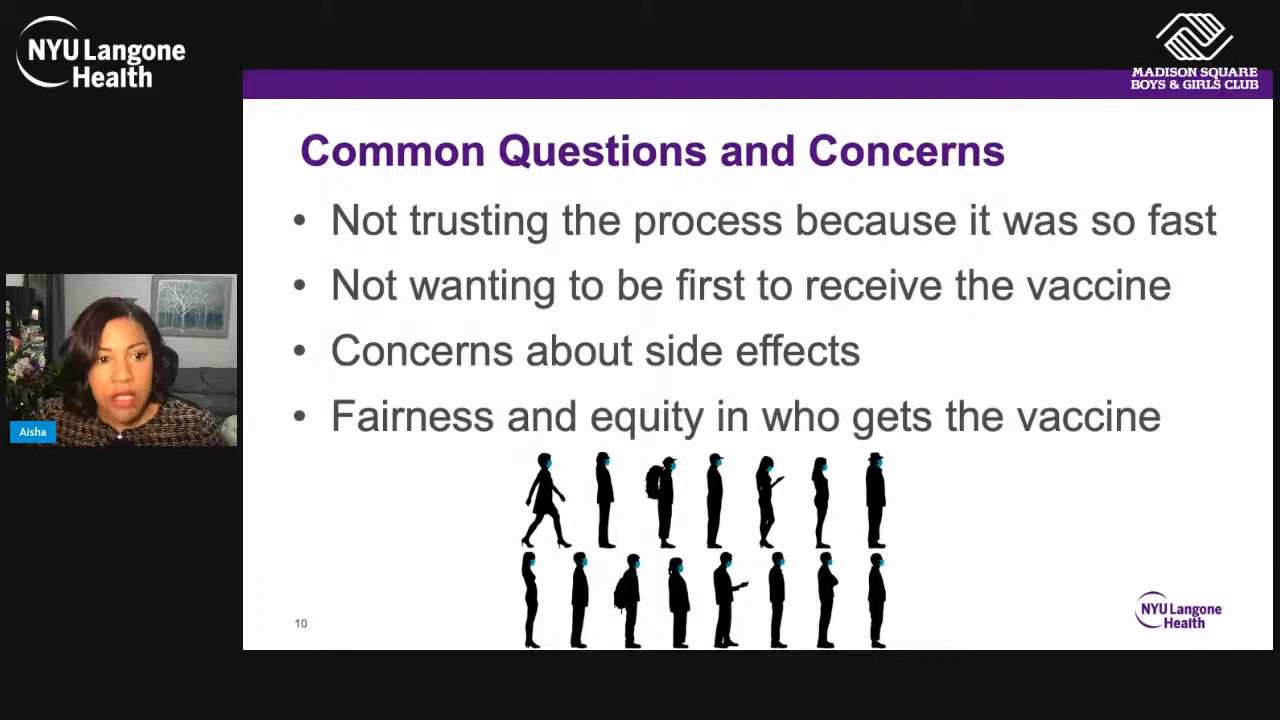 NYU Langone
Health
MADISON SQUARE
BOYS & GIRLS CLUB
Common Questions and Concerns
• Not trusting the process because it was so fast
• Not wanting to be first to receive the vaccine
• Concerns about side effects
• Fairness and equity in who gets the vaccine
Aisha
10
NYU Langone
Health